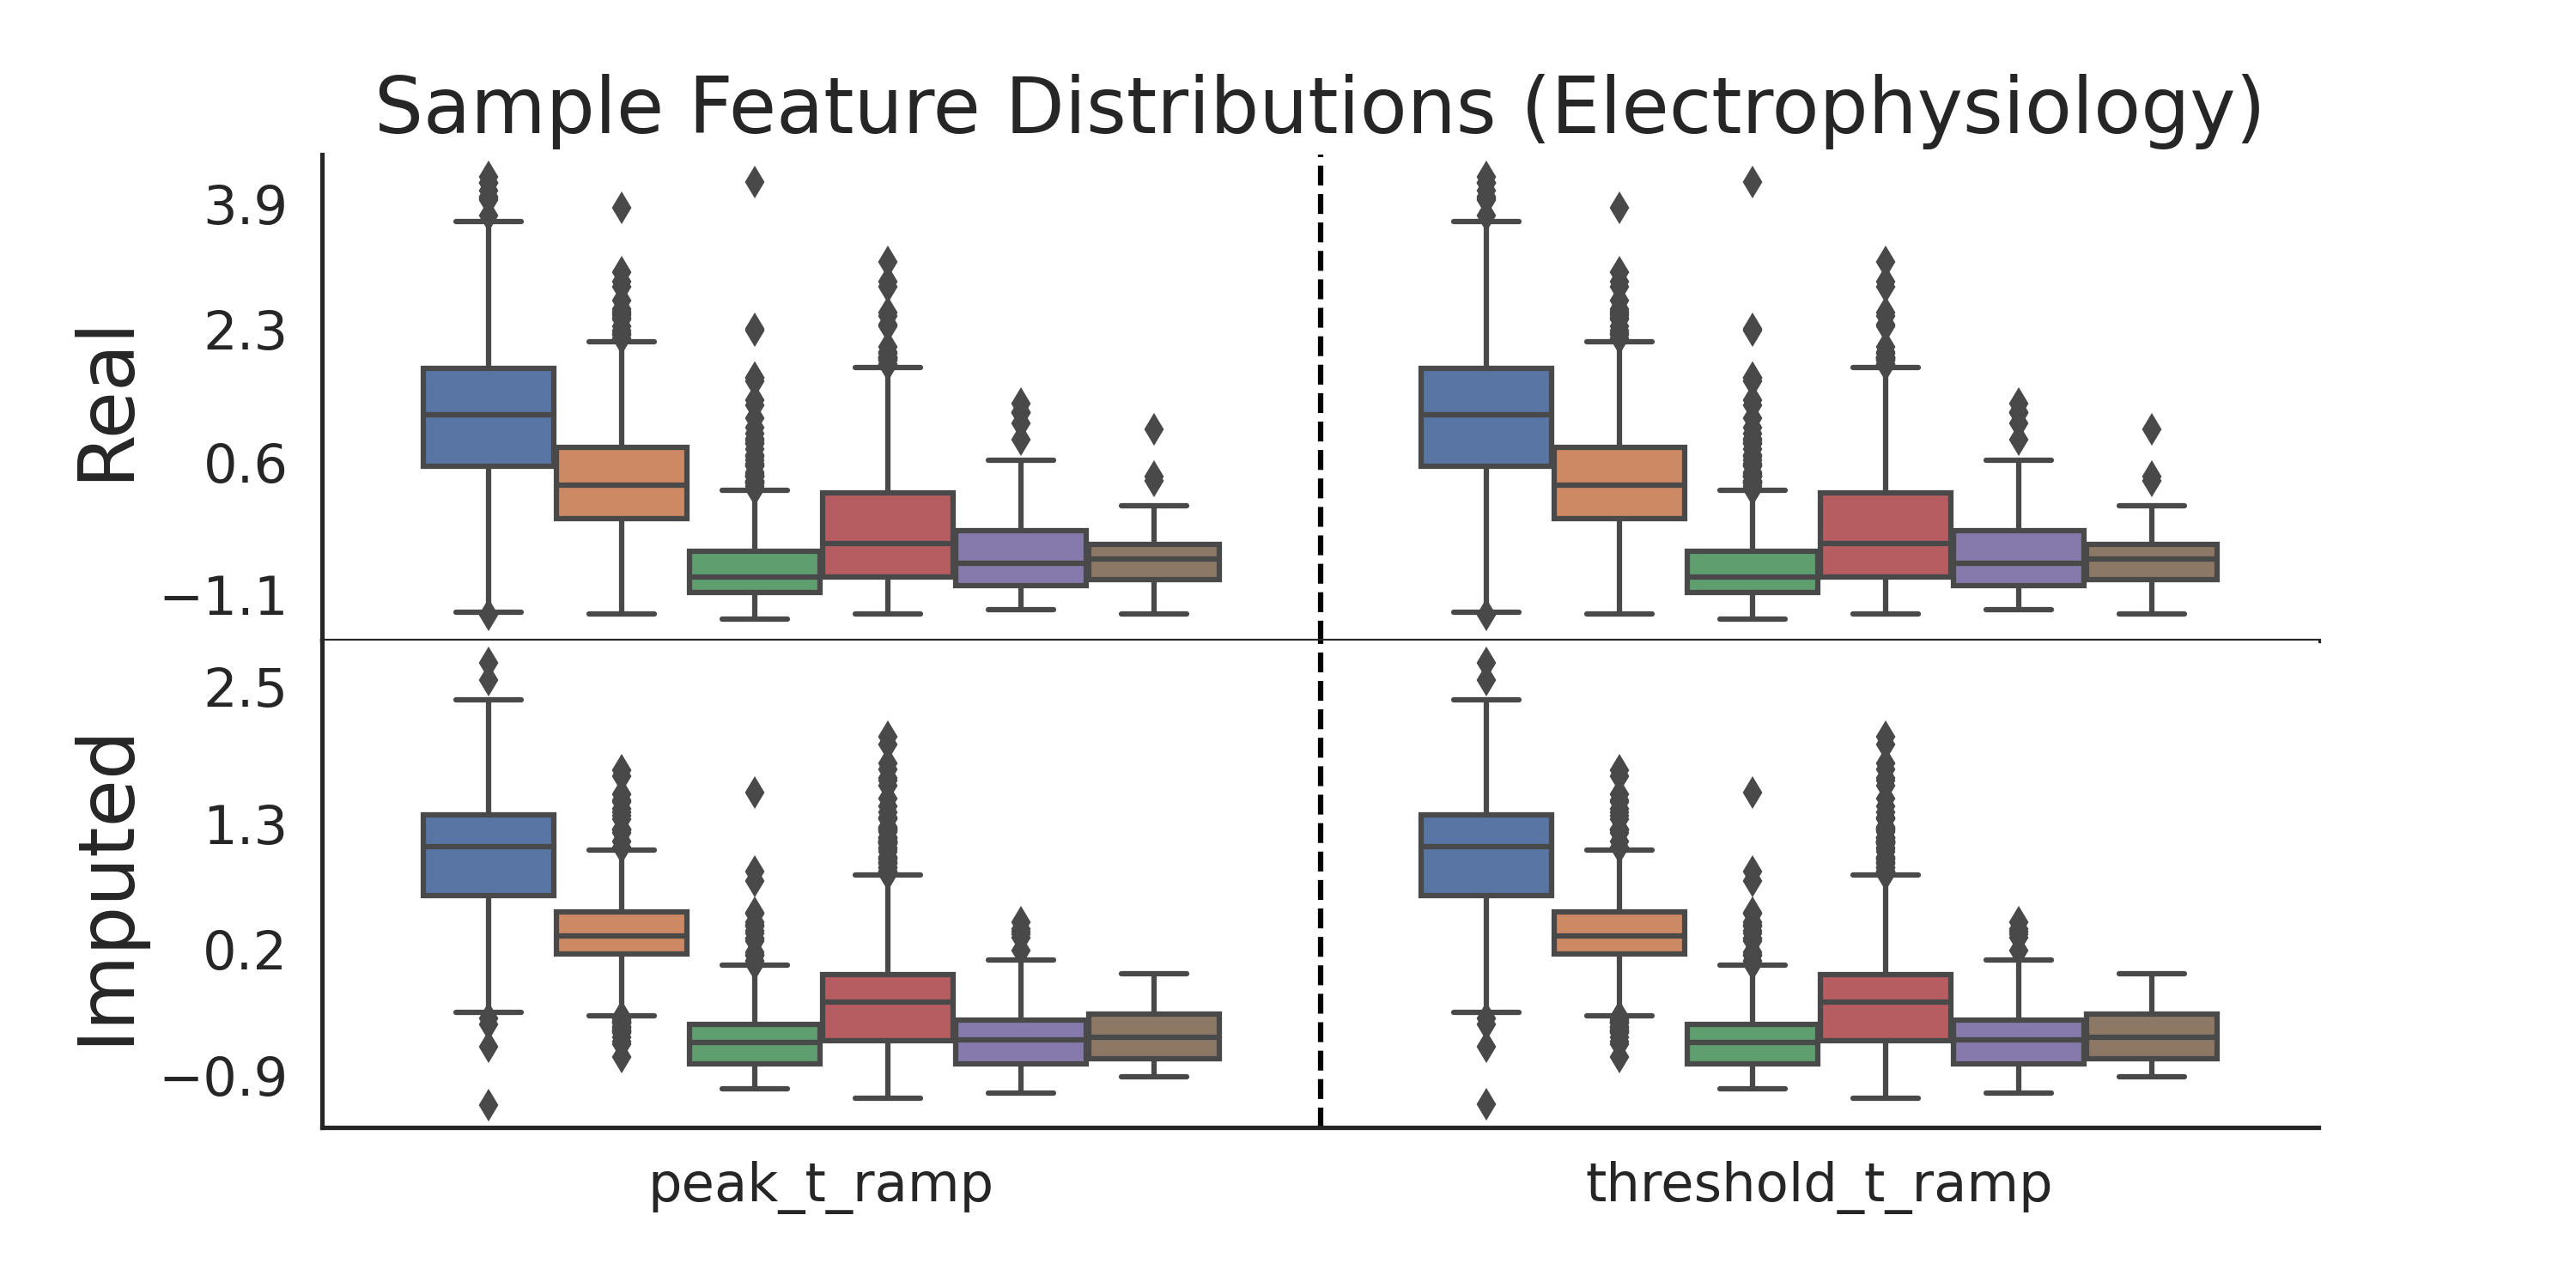 Sample Feature Distributions (Electrophysiology)
Real
3.9
2.3
0.6
−1.1
Imputed
2.5
1.3
0.2
−0.9
peak_t_ramp
threshold_t_ramp